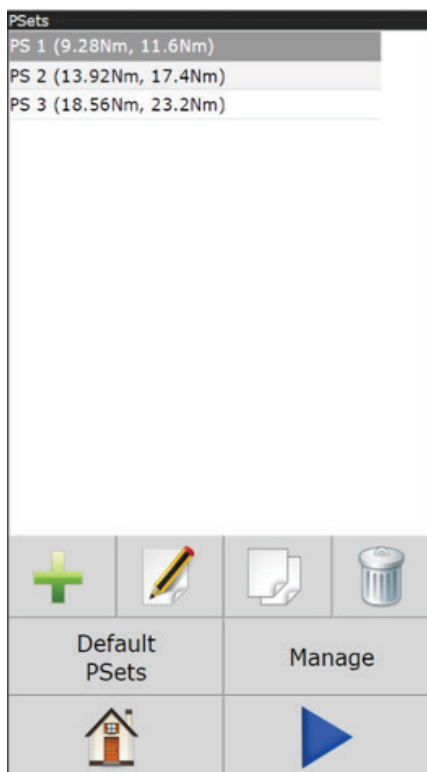 PSets
PS 1 (9.28Nm, 11.6Nm)
PS 2 (13.92Nm, 17.4Nm)
PS 3 (18.56Nm, 23.2Nm)
Default
PSets
Manage